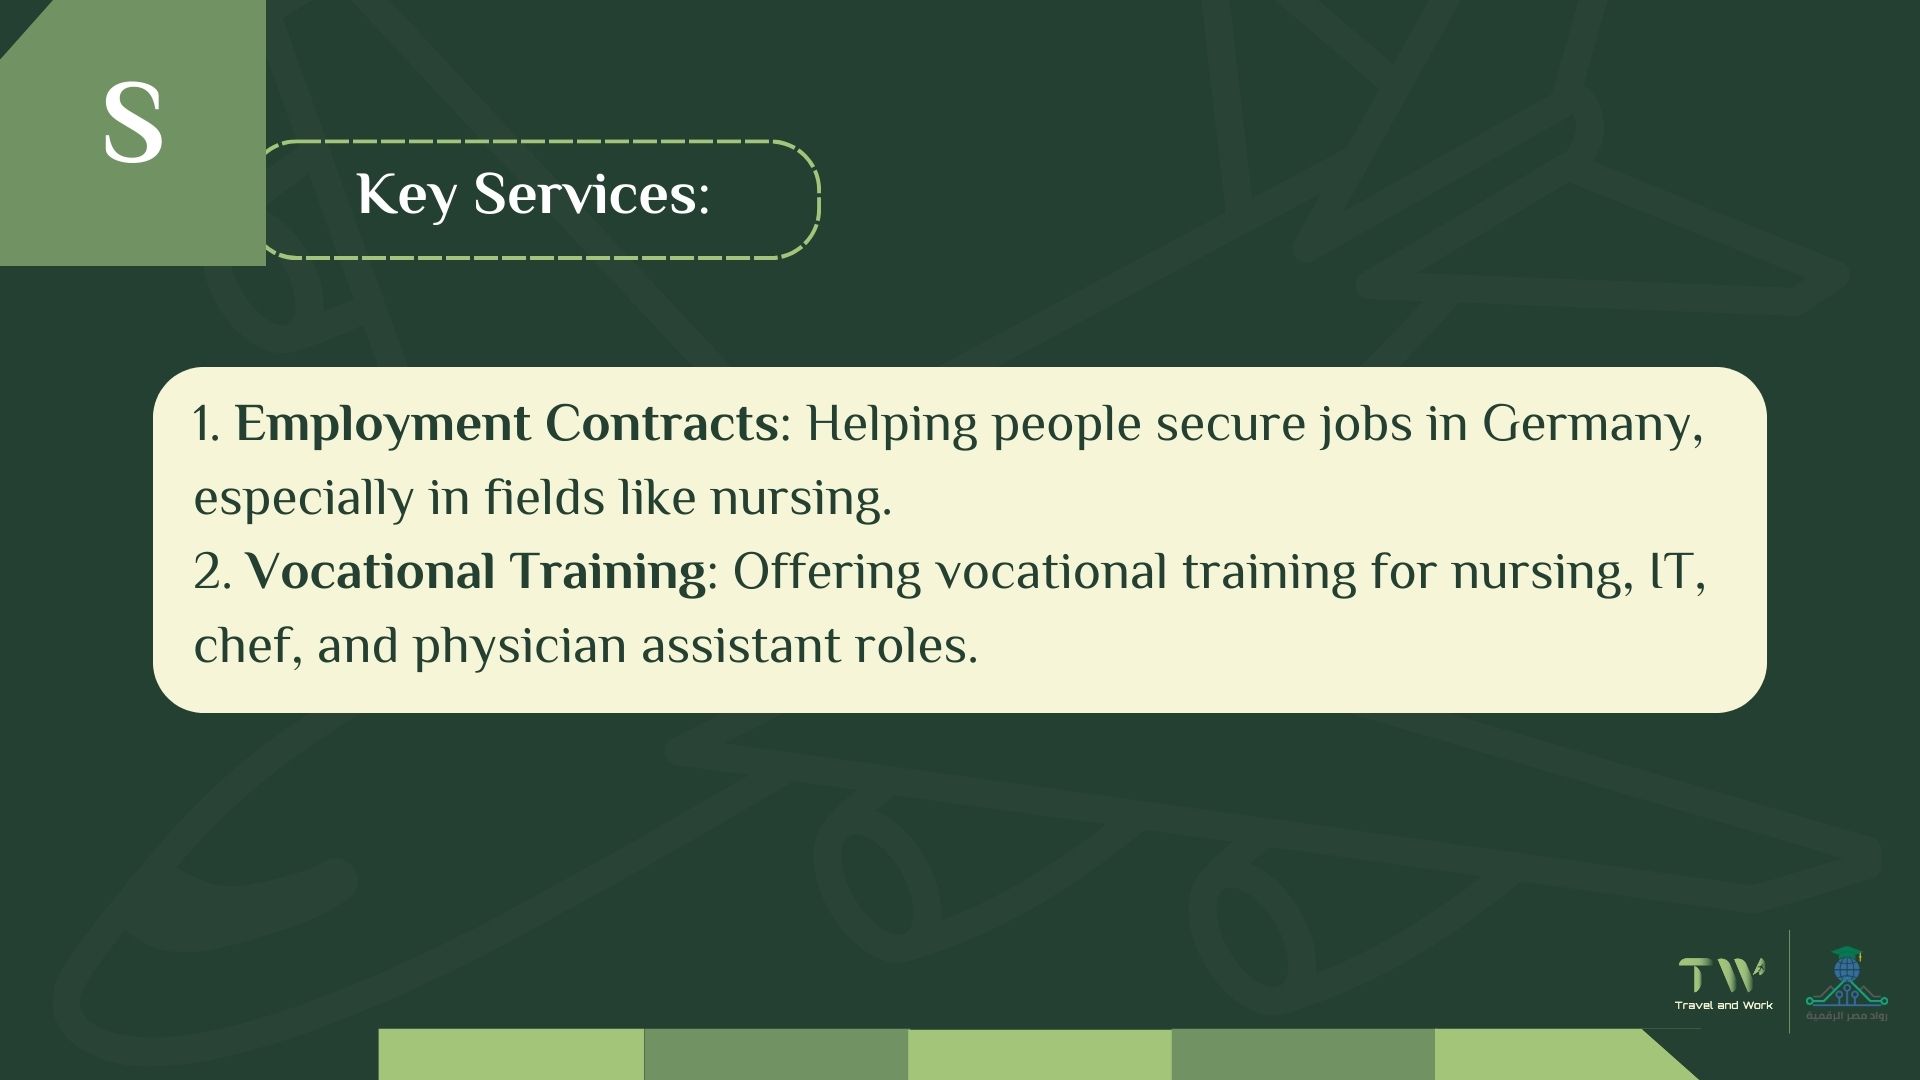 S
Key Services:
1. Employment Contracts: Helping people secure jobs in Germany,
especially in fields like nursing.
2. Vocational Training: Offering vocational training for nursing, IT,
chef, and physician assistant roles.
TW
Travel and Work
رواد مصر الرقمية